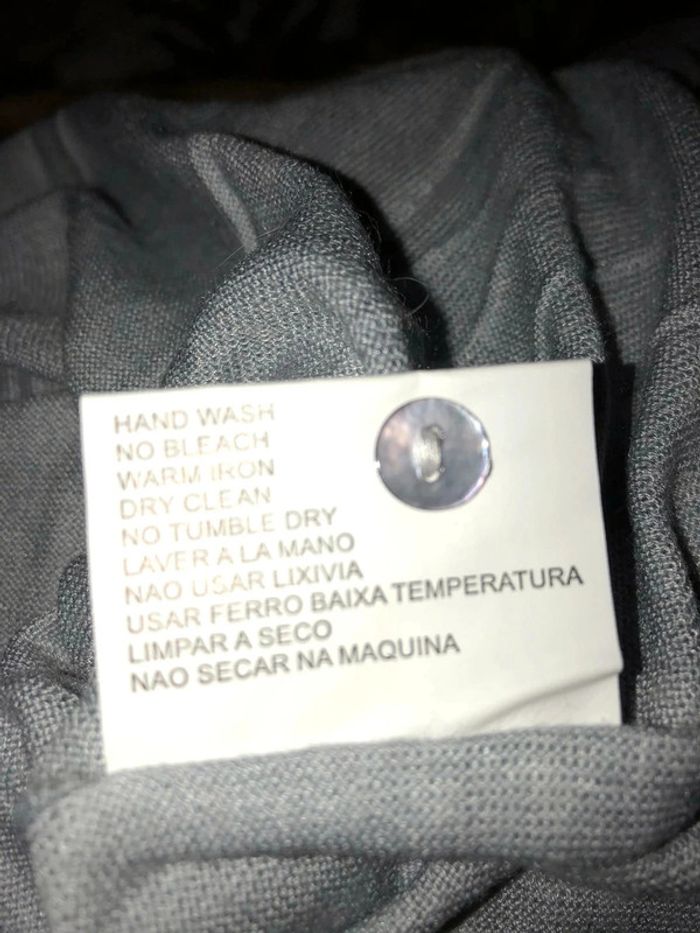 HAND WASH
NO BLEACH
WARM IRON
DRY CLEAN
NO TUMBLE DRY
LAVER A LA MANO
NAO USAR LIXIVIA
USAR FERRO BAIXA TEMPERATURA
LIMPAR A SECO
NAO SECAR NA MAQUINA